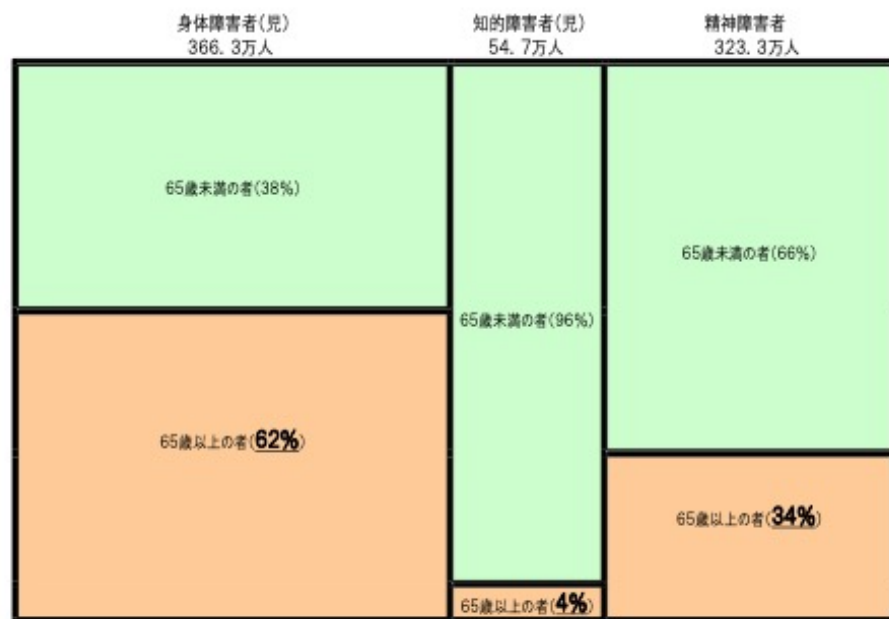 身体障害者(児)
366. 3万人
知的障害者(児)
54. 7万人
精神障害者
323. 3万人
65歳未満の者(38%)
65歳未満の者(66%)
65歳未満の者(96%)
65歳以上の者(62%)
65歳以上の者(34%)
65歳以上の者(4%)